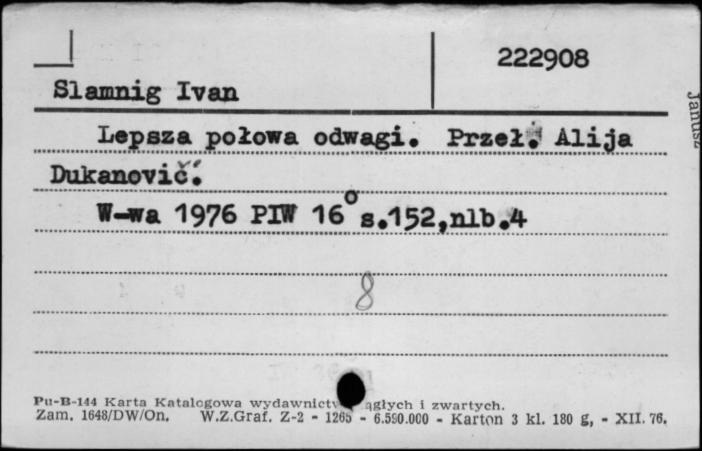 222908
Slamnig Ivan
Lepsza połowa odwagi. Przeł. Alija
Dukanović.
W-wa 1976 PIW 16° s.152,nlb.4
8
Pu-B-144 Karta Katalogowa wydawnictw ągłych i zwartych.
Zam. 1648/DW/On. W.Z.Graf. Z-2 - 1265 - 6.590.000 - Karton 3 kl. 180 g, - XII. 76.
Janusz